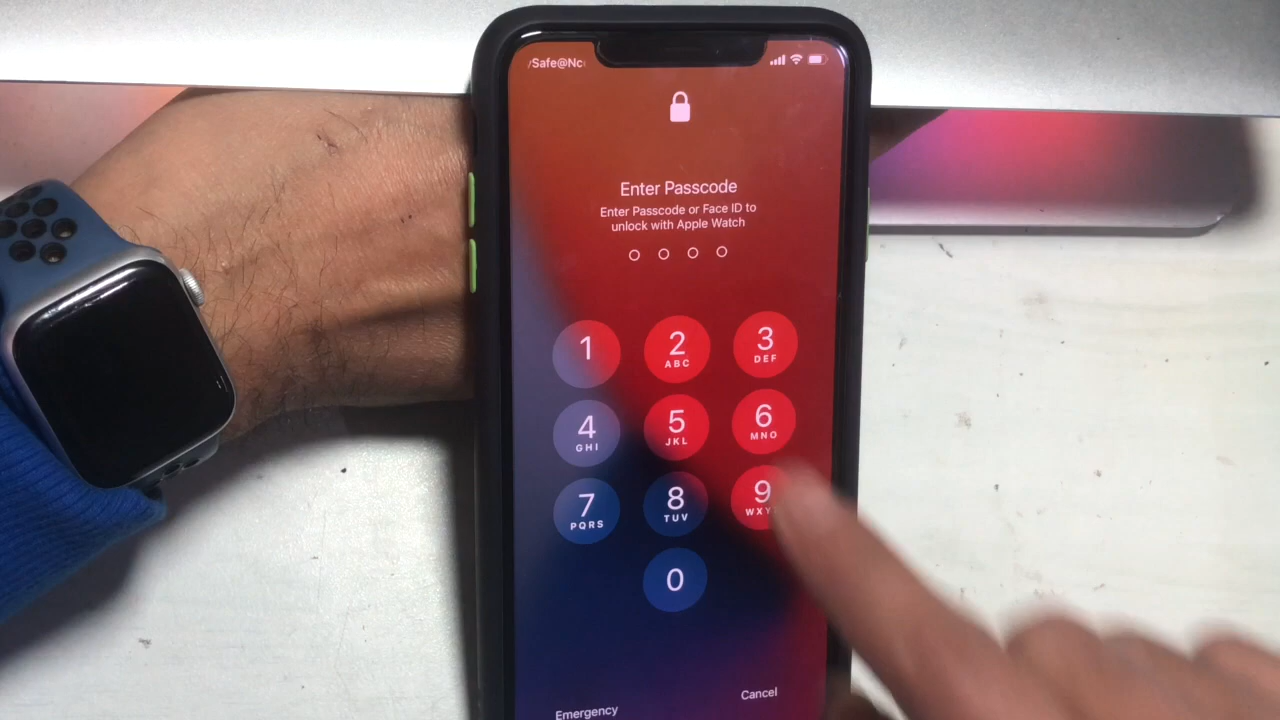 /Safe@Nc
Enter Passcode
Enter Passcode or Face ID to
unlock with Apple Watch
1
2
ABC
3
DEF
4
GHI
5
JKL
6
MNO
7
PQRS
8
TUV
9
WXY
0
Cancel
Emergency